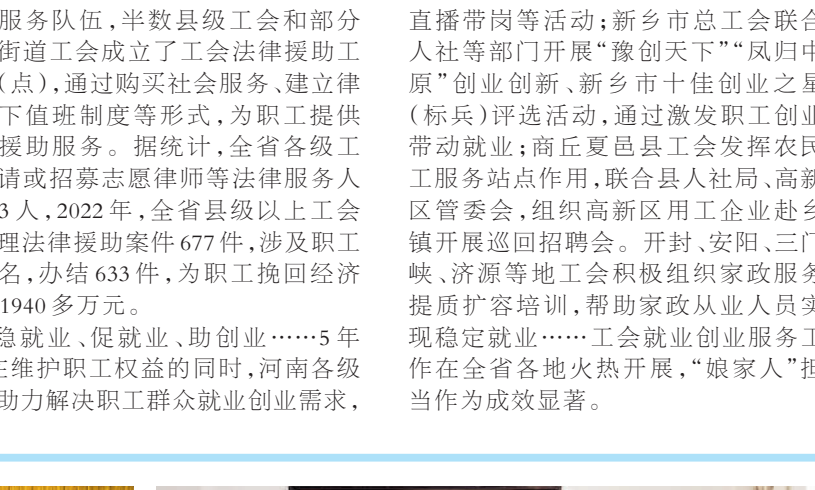 服务队伍，半数县级工会和部分
街道工会成立了工会法律援助工
（点），通过购买社会服务、建立律
下值班制度等形式，为职工提供
援助服务。据统计，全省各级工
请或招募志愿律师等法律服务人
3人，2022年，全省县级以上工会
理法律援助案件677件，涉及职工
名，办结633件，为职工挽回经济
1940多万元。
稳就业、促就业、助创业……5年
在维护职工权益的同时，河南各级
助力解决职工群众就业创业需求，
直播带岗等活动；新乡市总工会联合
人社等部门开展“豫创天下”“凤归中
原”创业创新、新乡市十佳创业之星
（标兵）评选活动，通过激发职工创业
带动就业；商丘夏邑县工会发挥农民
工服务站点作用，联合县人社局、高新
区管委会，组织高新区用工企业赴乡
镇开展巡回招聘会。开封、安阳、三门
峡、济源等地工会积极组织家政服务
提质扩容培训，帮助家政从业人员实
现稳定就业……工会就业创业服务工
作在全省各地火热开展，“娘家人”担
当作为成效显著。